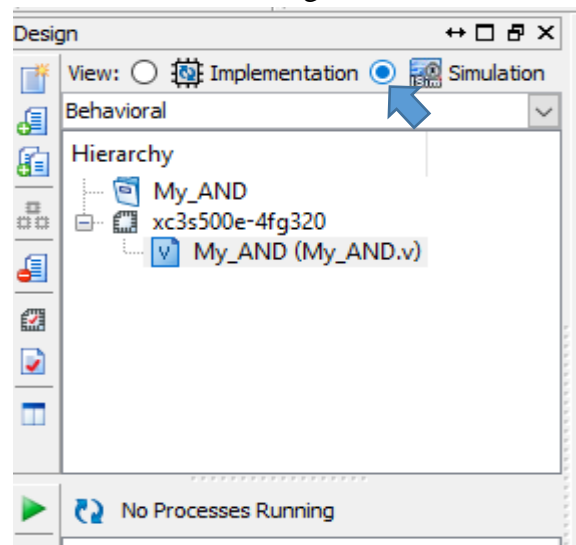 Design
View: Implementation Simulation
Behavioral
Hierarchy
My_AND
xc3s500e-4fg320
My_AND (My_AND.v)
No Processes Running